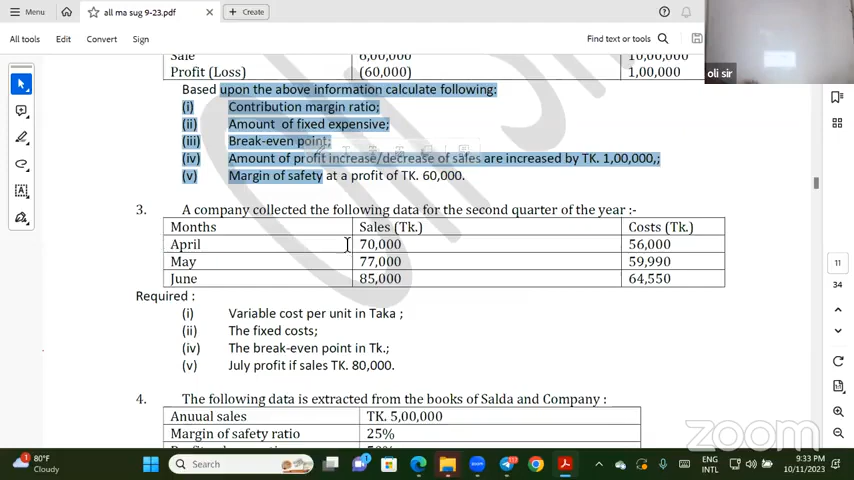 Menu
all ma sug 9-23.pdf
Create
All tools
Edit
Convert
Sign
Find text or tools
oli sir
Sale 6,00,000 10,00,000
Profit (Loss) (60,000) 1,00,000
Based upon the above information calculate following:
(i) Contribution margin ratio;
(ii) Amount of fixed expensive;
(iii) Break-even point;
(iv) Amount of profit increase/decrease of sales are increased by TK. 1,00,000,;
(v) Margin of safety at a profit of TK. 60,000.
3. A company collected the following data for the second quarter of the year :-
Months Sales (Tk.) Costs (Tk.)
April 70,000 56,000
May 77,000 59,990
June 85,000 64,550
Required :
(i) Variable cost per unit in Taka ;
(ii) The fixed costs;
(iv) The break-even point in Tk.;
(v) July profit if sales TK. 80,000.
4. The following data is extracted from the books of Salda and Company :
Anuual sales TK. 5,00,000
Margin of safety ratio 25%
11
34
zoom
80°F
Cloudy
Search
ENG
INTL
9:33 PM
10/11/2023